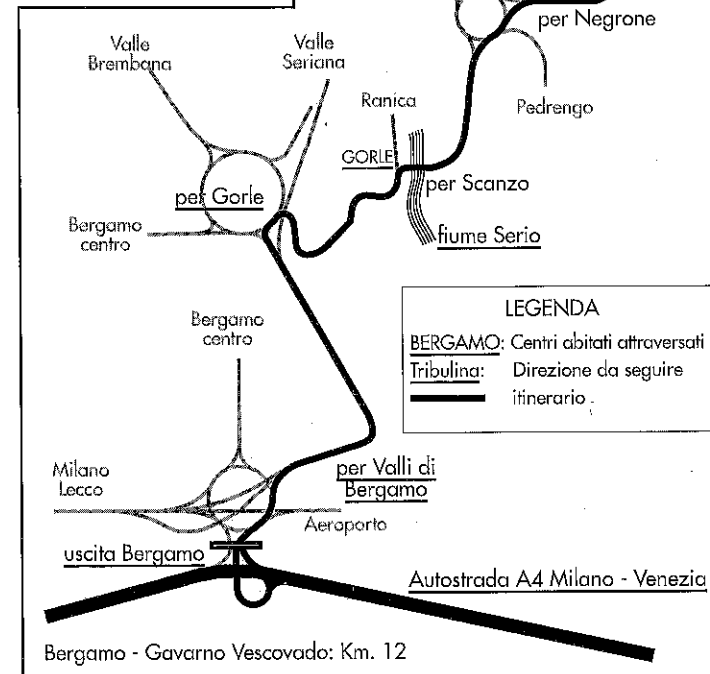 per Negrone
Valle
Brembana
Valle
Seriana
Ranica
Pedrengo
GORLE
per Scanzo
per Gorle
Bergamo
centro
fiume Serio
LEGENDA
BERGAMO: Centri abitati attraversati
Tribulina: Direzione da seguire
itinerario
Bergamo
centro
Milano
Lecco
per Valli di
Bergamo
Aeroporto
uscita Bergamo
Autostrada A4 Milano - Venezia
Bergamo - Gavarno Vescovado: Km. 12